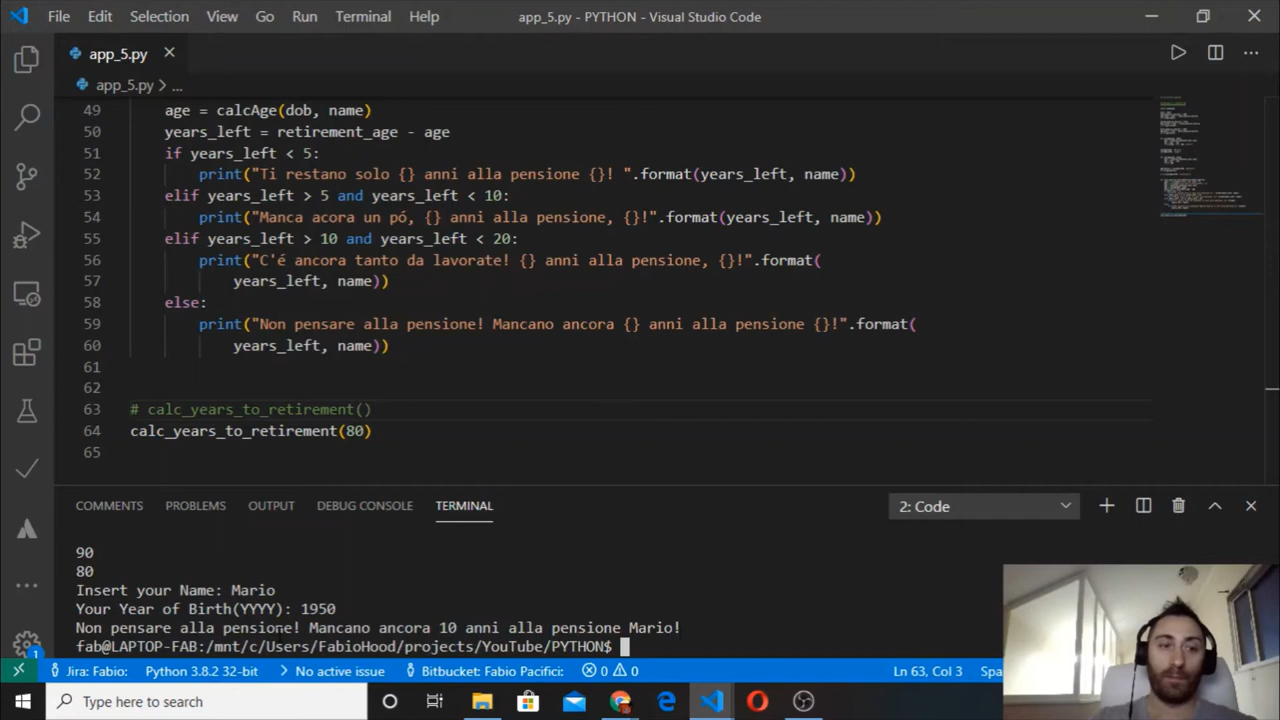 File Edit Selection View Go Run Terminal Help app_5.py - PYTHON - Visual Studio Code
app_5.py
app_5.py > ...
49 age = calcAge(dob, name)
50 years_left = retirement_age - age
51 if years_left < 5:
52 print("Ti restano solo {} anni alla pensione {}! ".format(years_left, name))
53 elif years_left > 5 and years_left < 10:
54 print("Manca acora un pó, {} anni alla pensione, {}!".format(years_left, name))
55 elif years_left > 10 and years_left < 20:
56 print("C'é ancora tanto da lavorate! {} anni alla pensione, {}!".format(
57 years_left, name))
58 else:
59 print("Non pensare alla pensione! Mancano ancora {} anni alla pensione {}!".format(
60 years_left, name))
61
62
63 # calc_years_to_retirement()
64 calc_years_to_retirement(80)
65
COMMENTS PROBLEMS OUTPUT DEBUG CONSOLE TERMINAL 2: Code
90
80
Insert your Name: Mario
Your Year of Birth(YYYY): 1950
Non pensare alla pensione! Mancano ancora 10 anni alla pensione Mario!
fab@LAPTOP-FAB:/mnt/c/Users/FabioHood/projects/YouTube/PYTHON$
1
Jira: Fabio: Python 3.8.2 32-bit No active issue Bitbucket: Fabio Pacifici: 0 0 Ln 63, Col 3 Spa
Type here to search